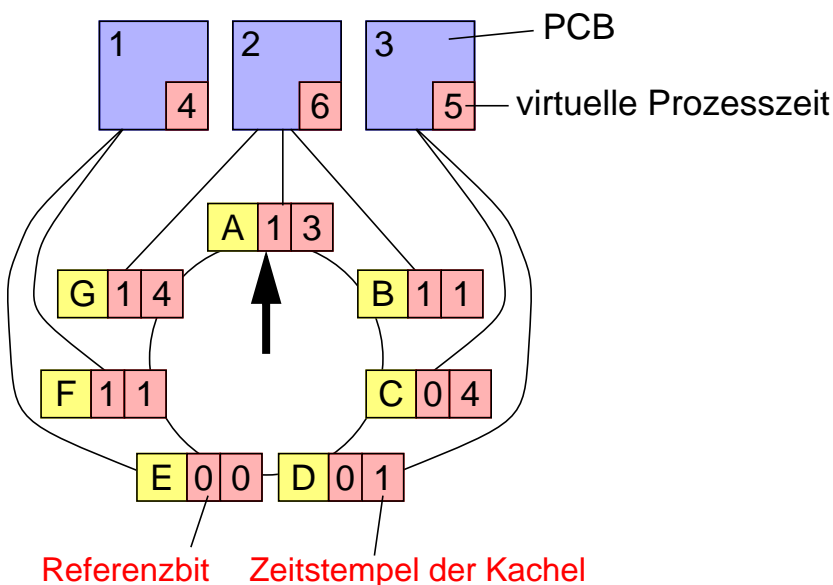 PCB
1
2
3
4
6
5
virtuelle Prozesszeit
A 1 3
G 1 4
B 1 1
F 1 1
C 0 4
E 0 0
D 0 1
Referenzbit
Zeitstempel der Kachel